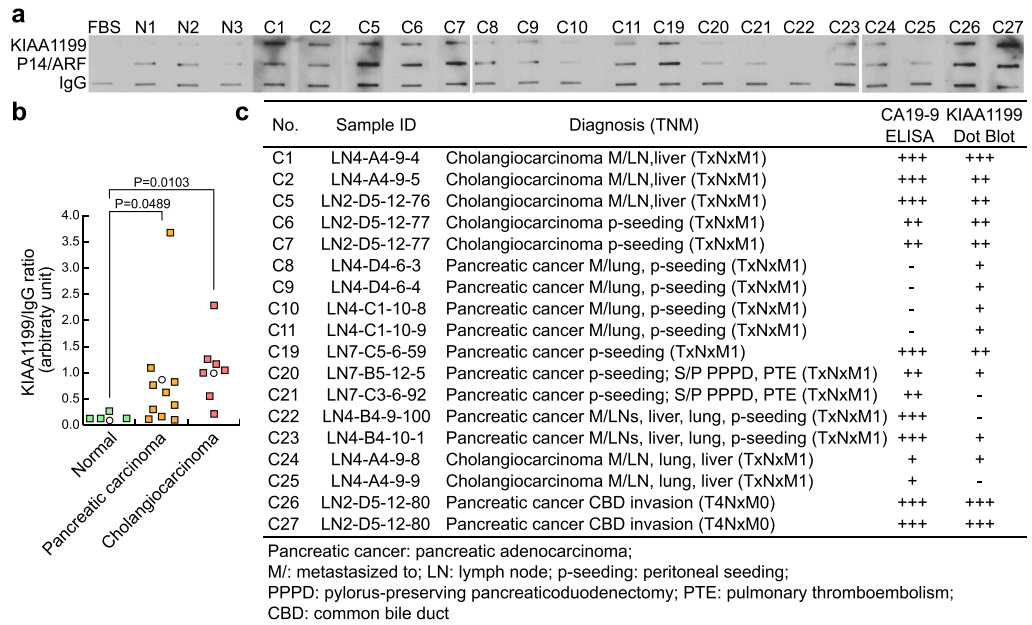 a
FBS N1 N2 N3 C1 C2 C5 C6 C7 C8 C9 C10 C11 C19 C20 C21 C22 C23 C24 C25 C26 C27
KIAA1199
P14/ARF
IgG
b
P=0.0103
P=0.0489
KIAA1199/IgG ratio
(arbitraty unit)
4.0
3.5
3.0
2.5
2.0
1.5
1.0
0.5
0.0
Normal
Pancreatic carcinoma
Cholangiocarcinoma
c
No. Sample ID Diagnosis (TNM) CA19-9 ELISA KIAA1199 Dot Blot
C1 LN4-A4-9-4 Cholangiocarcinoma M/LN,liver (TxNxM1) +++ +++
C2 LN4-A4-9-5 Cholangiocarcinoma M/LN,liver (TxNxM1) +++ ++
C5 LN2-D5-12-76 Cholangiocarcinoma M/LN,liver (TxNxM1) +++ ++
C6 LN2-D5-12-77 Cholangiocarcinoma p-seeding (TxNxM1) ++ ++
C7 LN2-D5-12-77 Cholangiocarcinoma p-seeding (TxNxM1) ++ ++
C8 LN4-D4-6-3 Pancreatic cancer M/lung, p-seeding (TxNxM1) - +
C9 LN4-D4-6-4 Pancreatic cancer M/lung, p-seeding (TxNxM1) - +
C10 LN4-C1-10-8 Pancreatic cancer M/lung, p-seeding (TxNxM1) - +
C11 LN4-C1-10-9 Pancreatic cancer M/lung, p-seeding (TxNxM1) - +
C19 LN7-C5-6-59 Pancreatic cancer p-seeding (TxNxM1) +++ ++
C20 LN7-B5-12-5 Pancreatic cancer p-seeding; S/P PPPD, PTE (TxNxM1) ++ +
C21 LN7-C3-6-92 Pancreatic cancer p-seeding; S/P PPPD, PTE (TxNxM1) ++ -
C22 LN4-B4-9-100 Pancreatic cancer M/LNs, liver, lung, p-seeding (TxNxM1) +++ -
C23 LN4-B4-10-1 Pancreatic cancer M/LNs, liver, lung, p-seeding (TxNxM1) +++ +
C24 LN4-A4-9-8 Cholangiocarcinoma M/LN, lung, liver (TxNxM1) + +
C25 LN4-A4-9-9 Cholangiocarcinoma M/LN, lung, liver (TxNxM1) + -
C26 LN2-D5-12-80 Pancreatic cancer CBD invasion (T4NxM0) +++ +++
C27 LN2-D5-12-80 Pancreatic cancer CBD invasion (T4NxM0) +++ +++
Pancreatic cancer: pancreatic adenocarcinoma;
M/: metastasized to; LN: lymph node; p-seeding: peritoneal seeding;
PPPD: pylorus-preserving pancreaticoduodenectomy; PTE: pulmonary thromboembolism;
CBD: common bile duct